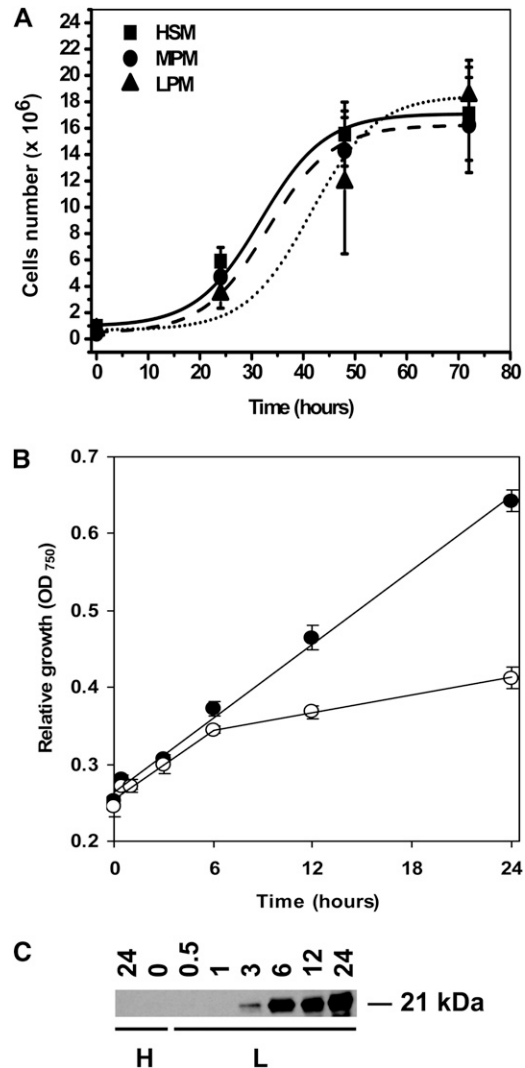 A
HSM
MPM
LPM
Cells number (x 10⁶)
26
24
22
20
18
16
14
12
10
8
6
4
2
0
0 10 20 30 40 50 60 70 80
Time (hours)
B
Relative growth (OD 750)
0.7
0.6
0.5
0.4
0.3
0.2
0 6 12 18 24
Time (hours)
C
24 0 0.5 1 3 6 12 24
— 21 kDa
H L